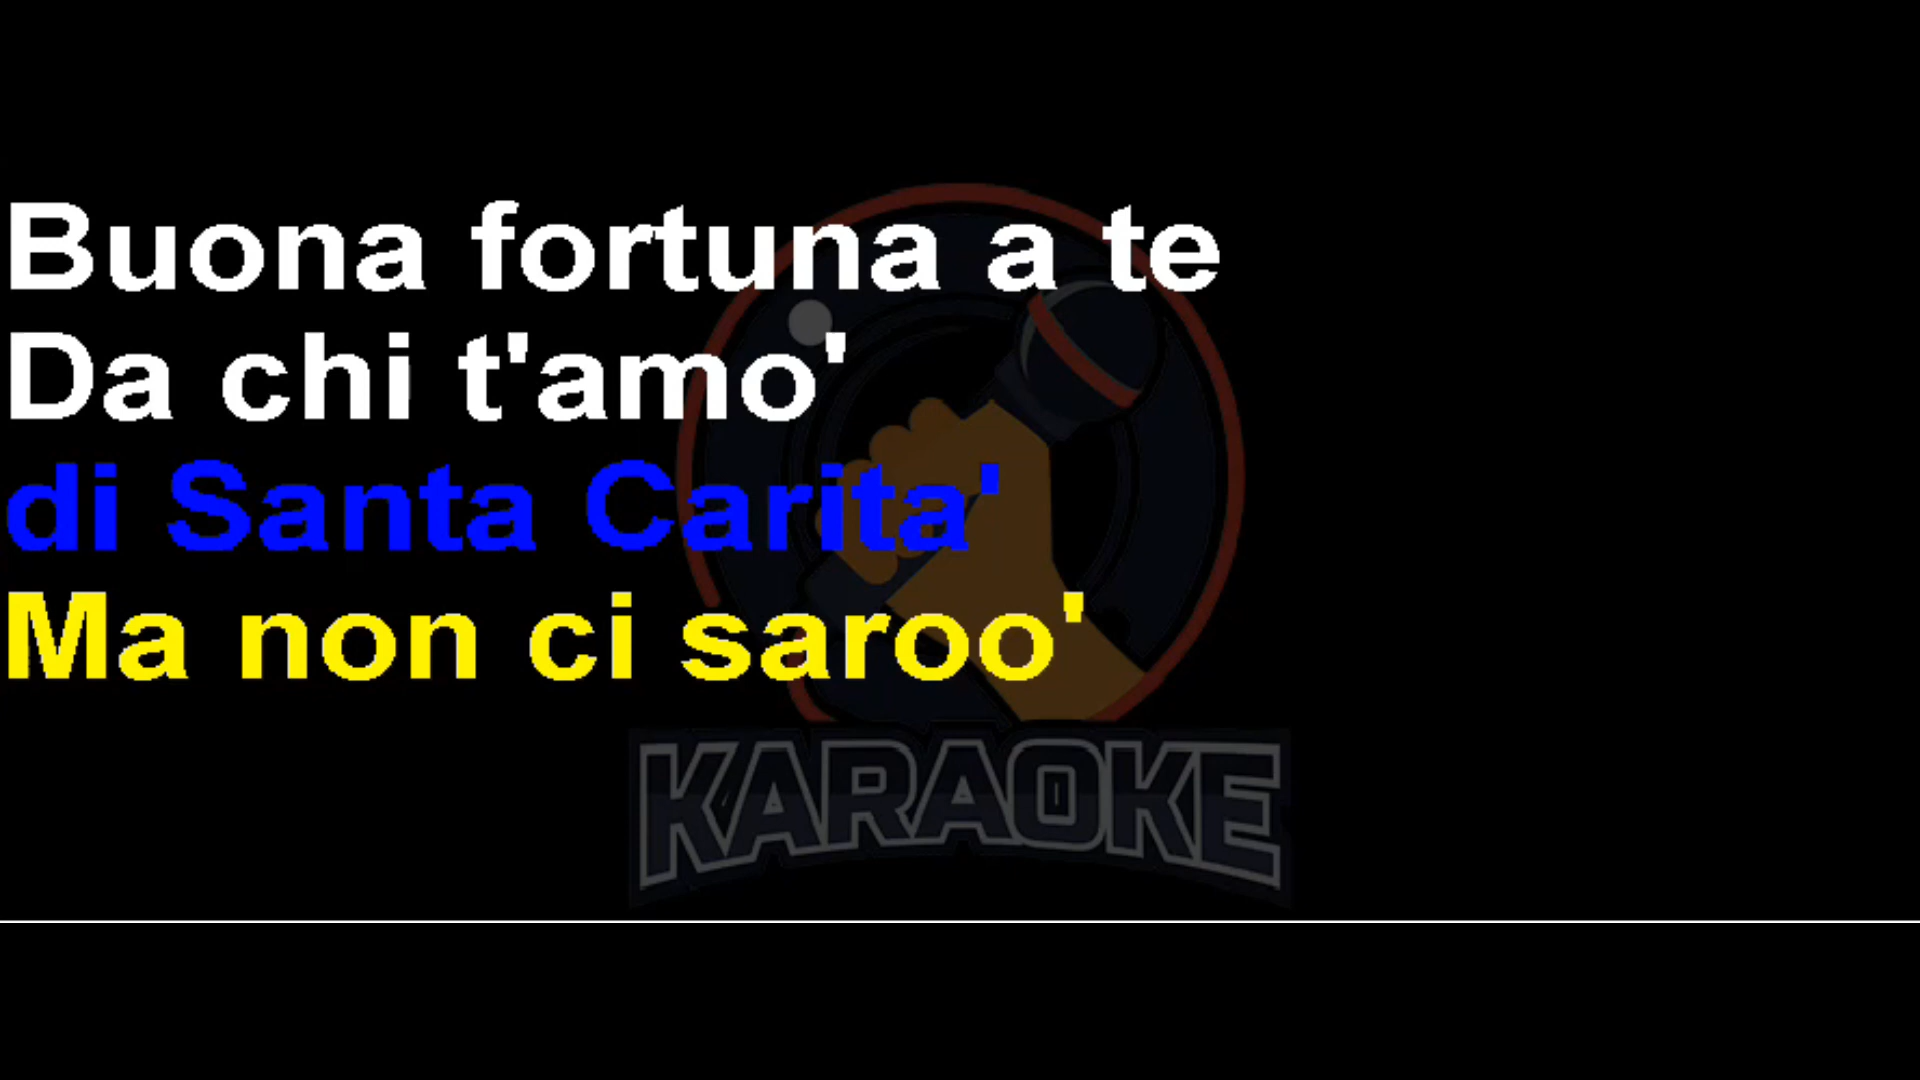 Buona fortuna a te
Da chi t'amo'
di Santa Carita'
Ma non ci saroo'
KARAOKE